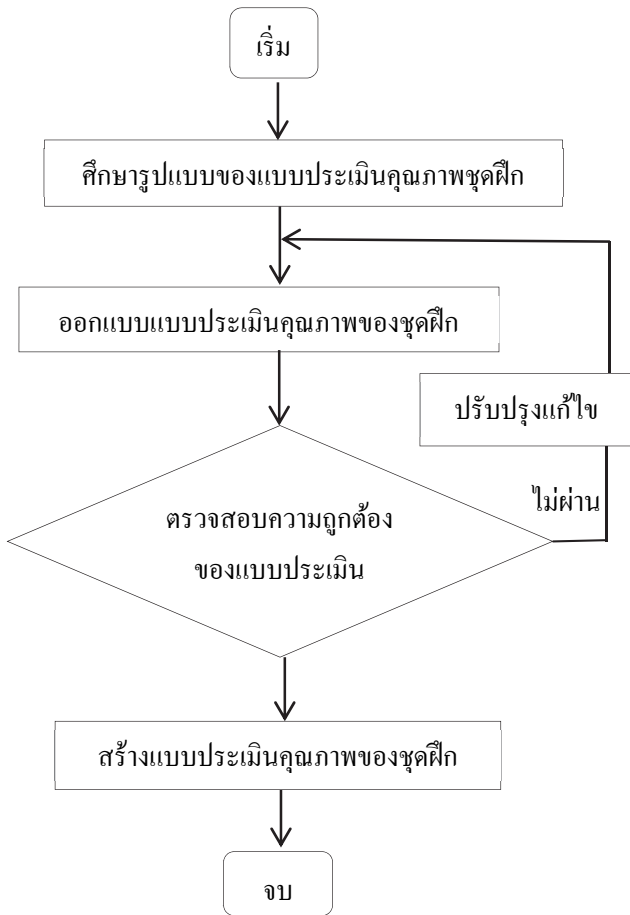 เริ่ม
ศึกษารูปแบบของแบบประเมินคุณภาพชุดฝึก
ออกแบบแบบประเมินคุณภาพของชุดฝึก
ปรับปรุงแก้ไข
ไม่ผ่าน
ตรวจสอบความถูกต้อง
ของแบบประเมิน
สร้างแบบประเมินคุณภาพของชุดฝึก
จบ